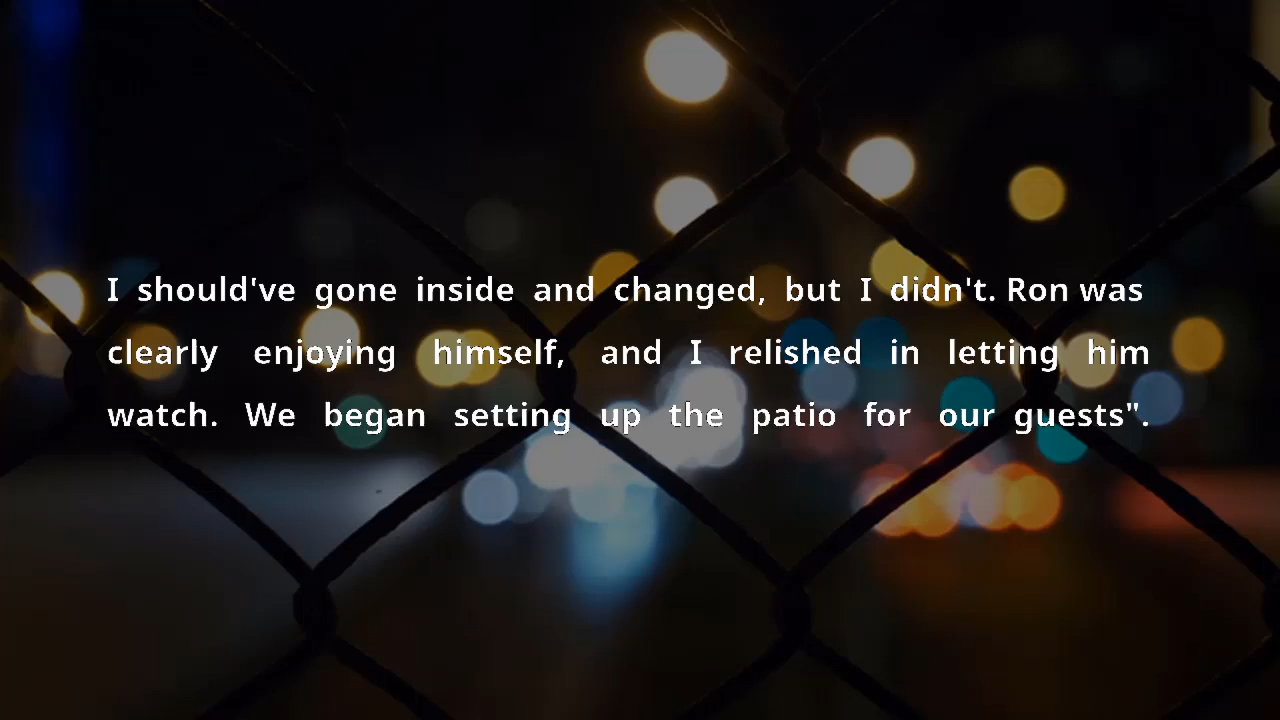 I should've gone inside and changed, but I didn't. Ron was
clearly enjoying himself, and I relished in letting him
watch. We began setting up the patio for our guests".